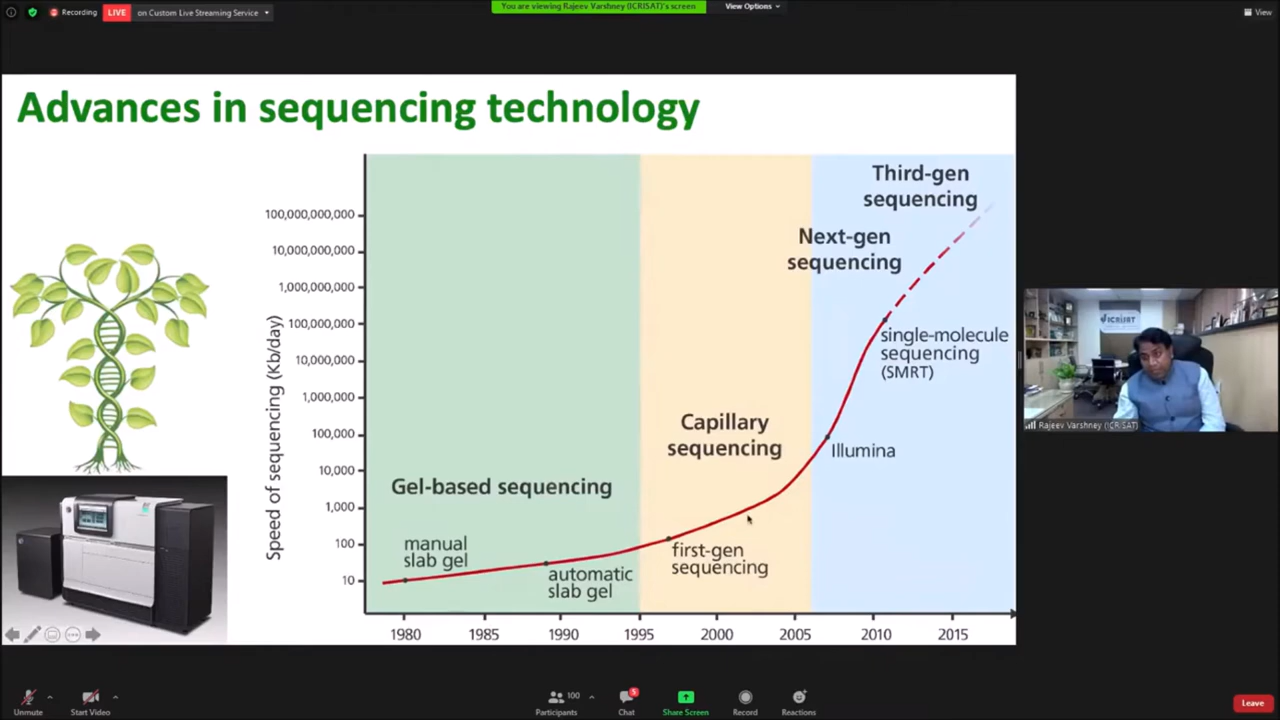 Recording
LIVE
on Custom Live Streaming Service
You are viewing Rajeev Varshney (ICRISAT)'s screen
View Options
View
Advances in sequencing technology
Third-gen
sequencing
Next-gen
sequencing
Capillary
sequencing
Gel-based sequencing
Speed of sequencing (Kb/day)
100,000,000,000
10,000,000,000
1,000,000,000
100,000,000
10,000,000
1,000,000
100,000
10,000
1,000
100
10
single-molecule
sequencing
(SMRT)
Illumina
manual
slab gel
automatic
slab gel
first-gen
sequencing
1980
1985
1990
1995
2000
2005
2010
2015
ICRISAT
Rajeev Varshney (ICRISAT)
Unmute
Start Video
100
Participants
5
Chat
Share Screen
Record
Reactions
Leave